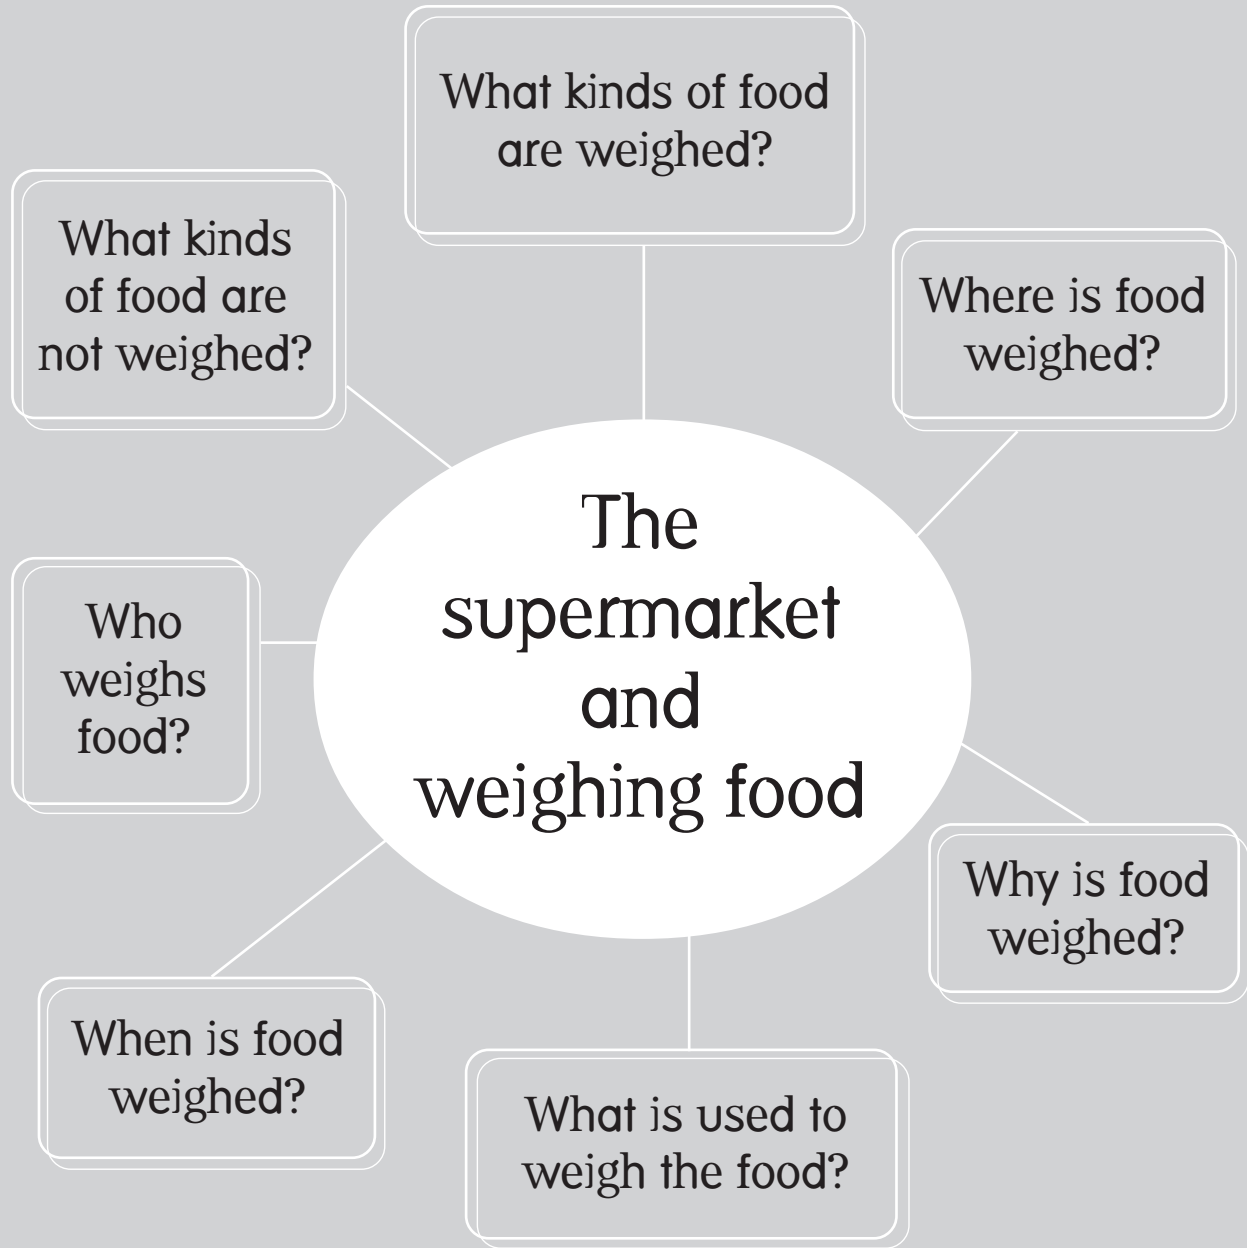 What kinds of food
are weighed?
What kinds
of food are
not weighed?
Where is food
weighed?
The
supermarket
and
weighing food
Who
weighs
food?
Why is food
weighed?
When is food
weighed?
What is used to
weigh the food?